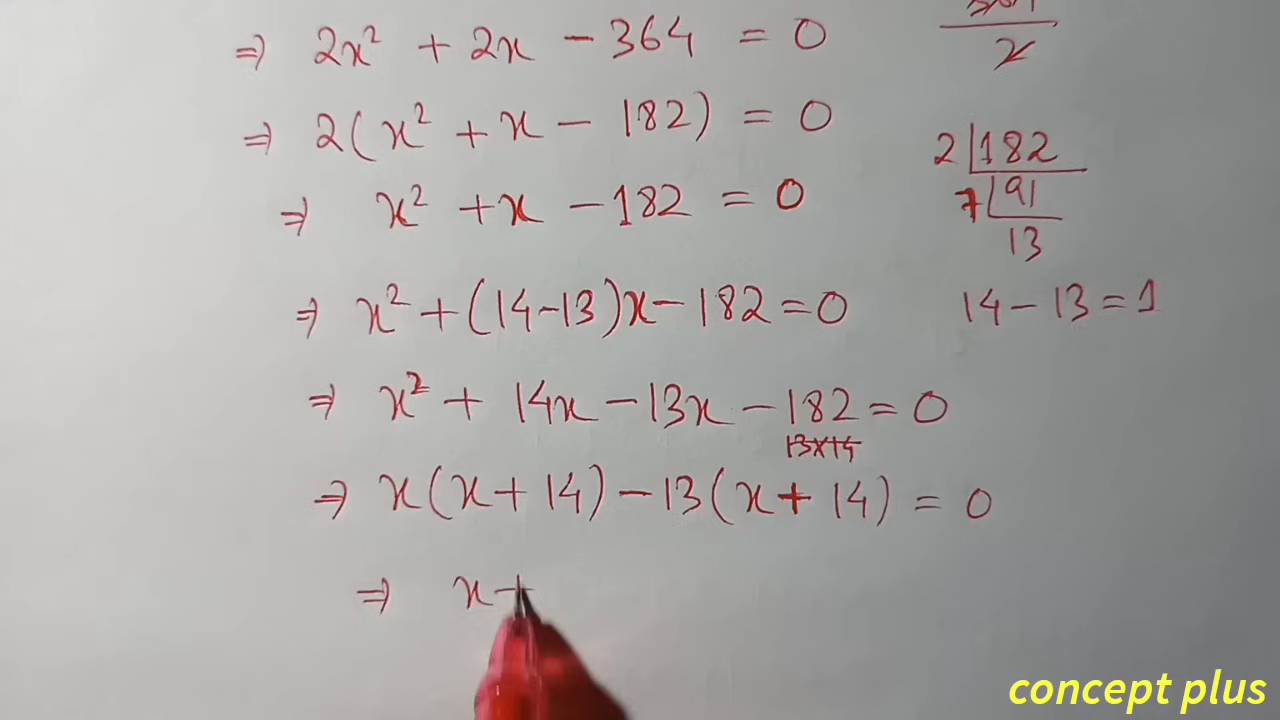 ⇒ 2x² + 2x - 364 = 0
2
⇒ 2(x² + x - 182) = 0
2 | 182
⇒ x² + x - 182 = 0
7 | 91
13
⇒ x² + (14-13)x - 182 = 0
14 - 13 = 1
⇒ x² + 14x - 13x - 182 = 0
13×14
⇒ x(x + 14) - 13(x + 14) = 0
⇒ x +
concept plus